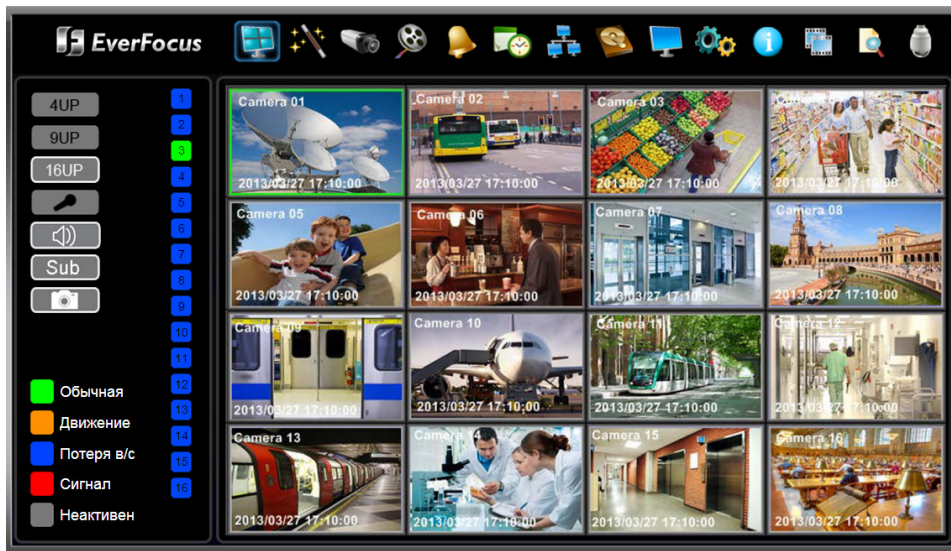 EverFocus
4UP
9UP
16UP
Sub
1
2
3
4
5
6
7
8
9
10
11
12
13
14
15
16
Обычная
Движение
Потеря в/с
Сигнал
Неактивен
Camera 01
2013/03/27 17:10:00
Camera 02
2013/03/27 17:10:00
Camera 03
2013/03/27 17:10:00
2013/03/27 17:10:00
Camera 05
2013/03/27 17:10:00
Camera 06
2013/03/27 17:10:00
Camera 07
2013/03/27 17:10:00
Camera 08
2013/03/27 17:10:00
Camera 09
2013/03/27 17:10:00
Camera 10
2013/03/27 17:10:00
Camera 11
2013/03/27 17:10:00
Camera 12
2013/03/27 17:10:00
Camera 13
2013/03/27 17:10:00
Camera 14
2013/03/27 17:10:00
Camera 15
2013/03/27 17:10:00
Camera 16
2013/03/27 17:10:00